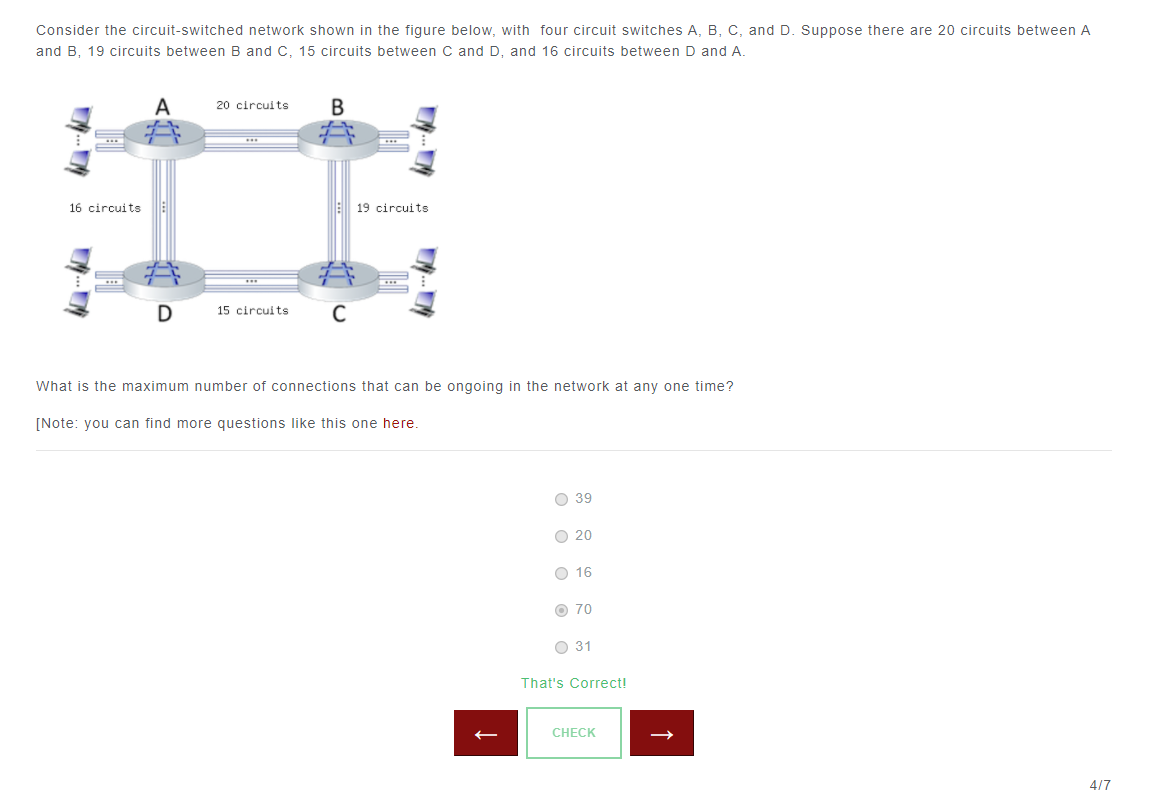 Consider the circuit-switched network shown in the figure below, with four circuit switches A, B, C, and D. Suppose there are 20 circuits between A
and B, 19 circuits between B and C, 15 circuits between C and D, and 16 circuits between D and A.
A 20 circuits B
...
... ...
16 circuits 19 circuits
...
... ...
D 15 circuits C
What is the maximum number of connections that can be ongoing in the network at any one time?
[Note: you can find more questions like this one here.
39
20
16
70
31
That's Correct!
← CHECK →
4/7